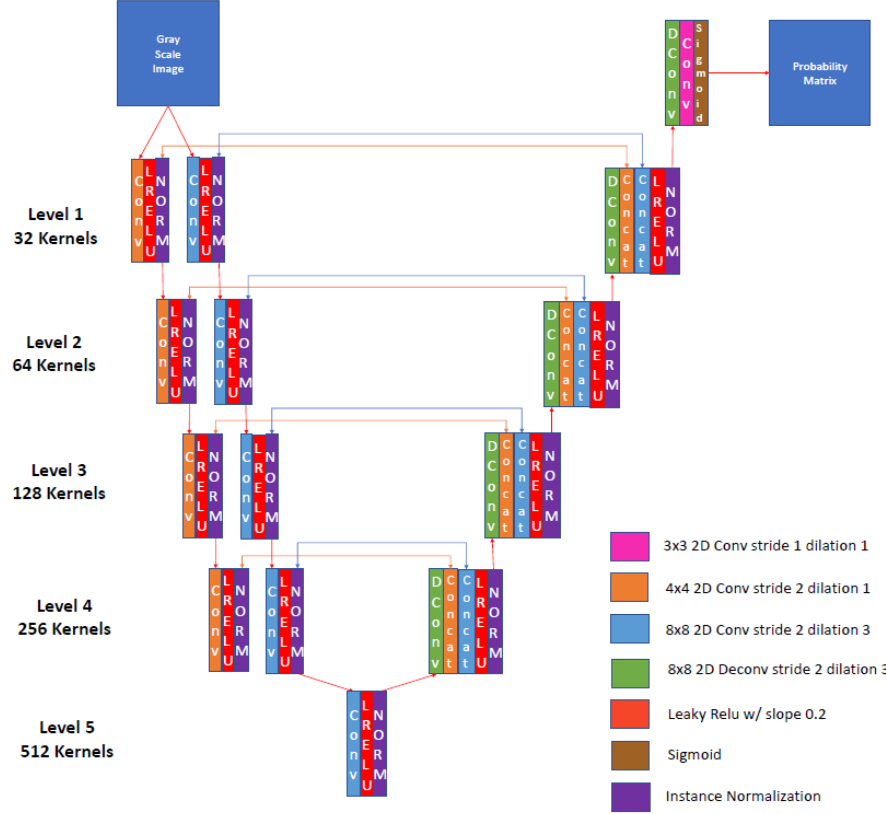 Gray
Scale
Image
DConv
Conv
Sigmoid
Probability
Matrix
Level 1
32 Kernels
Conv
LRELU
NORM
Conv
LRELU
NORM
DConv
Concat
Concat
LRELU
NORM
Level 2
64 Kernels
Conv
LRELU
NORM
Conv
LRELU
NORM
DConv
Concat
Concat
LRELU
NORM
Level 3
128 Kernels
Conv
LRELU
NORM
Conv
LRELU
NORM
DConv
Concat
Concat
LRELU
NORM
Level 4
256 Kernels
Conv
LRELU
NORM
Conv
LRELU
NORM
DConv
Concat
Concat
LRELU
NORM
Level 5
512 Kernels
Conv
LRELU
NORM
3x3 2D Conv stride 1 dilation 1
4x4 2D Conv stride 2 dilation 1
8x8 2D Conv stride 2 dilation 3
8x8 2D Deconv stride 2 dilation 3
Leaky Relu w/ slope 0.2
Sigmoid
Instance Normalization